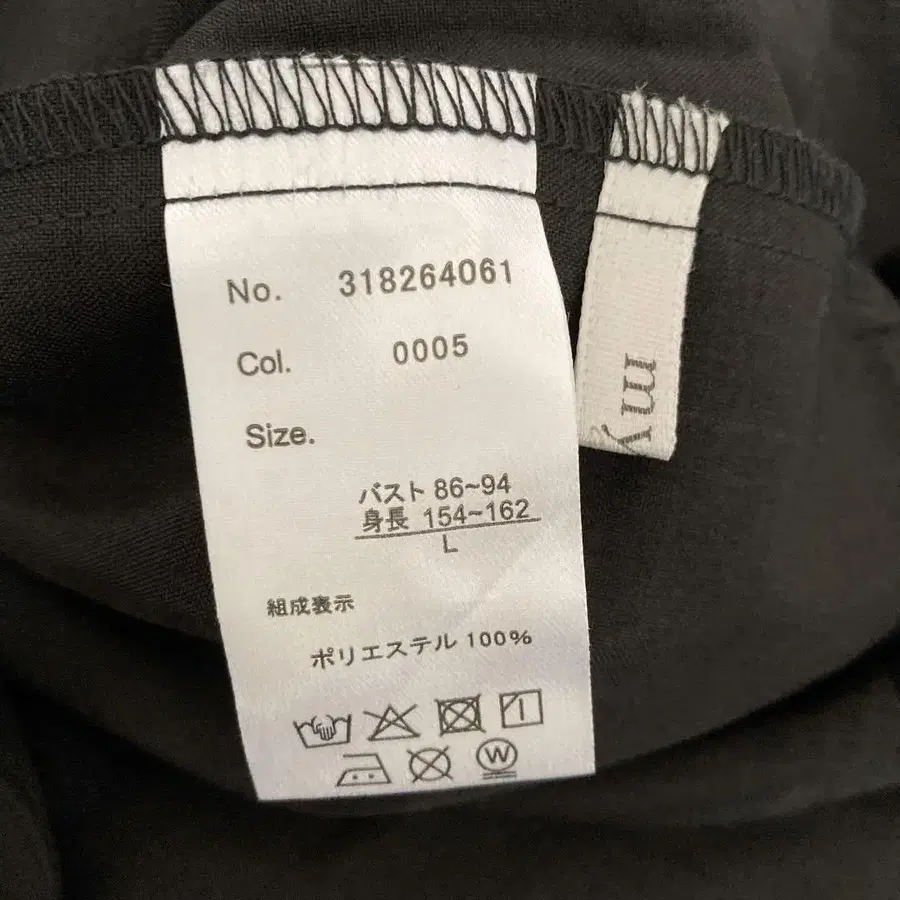 No. 318264061
Col. 0005
Size.
バスト 86~94
身長 154~162
L
組成表示
ポリエステル 100%
W
my